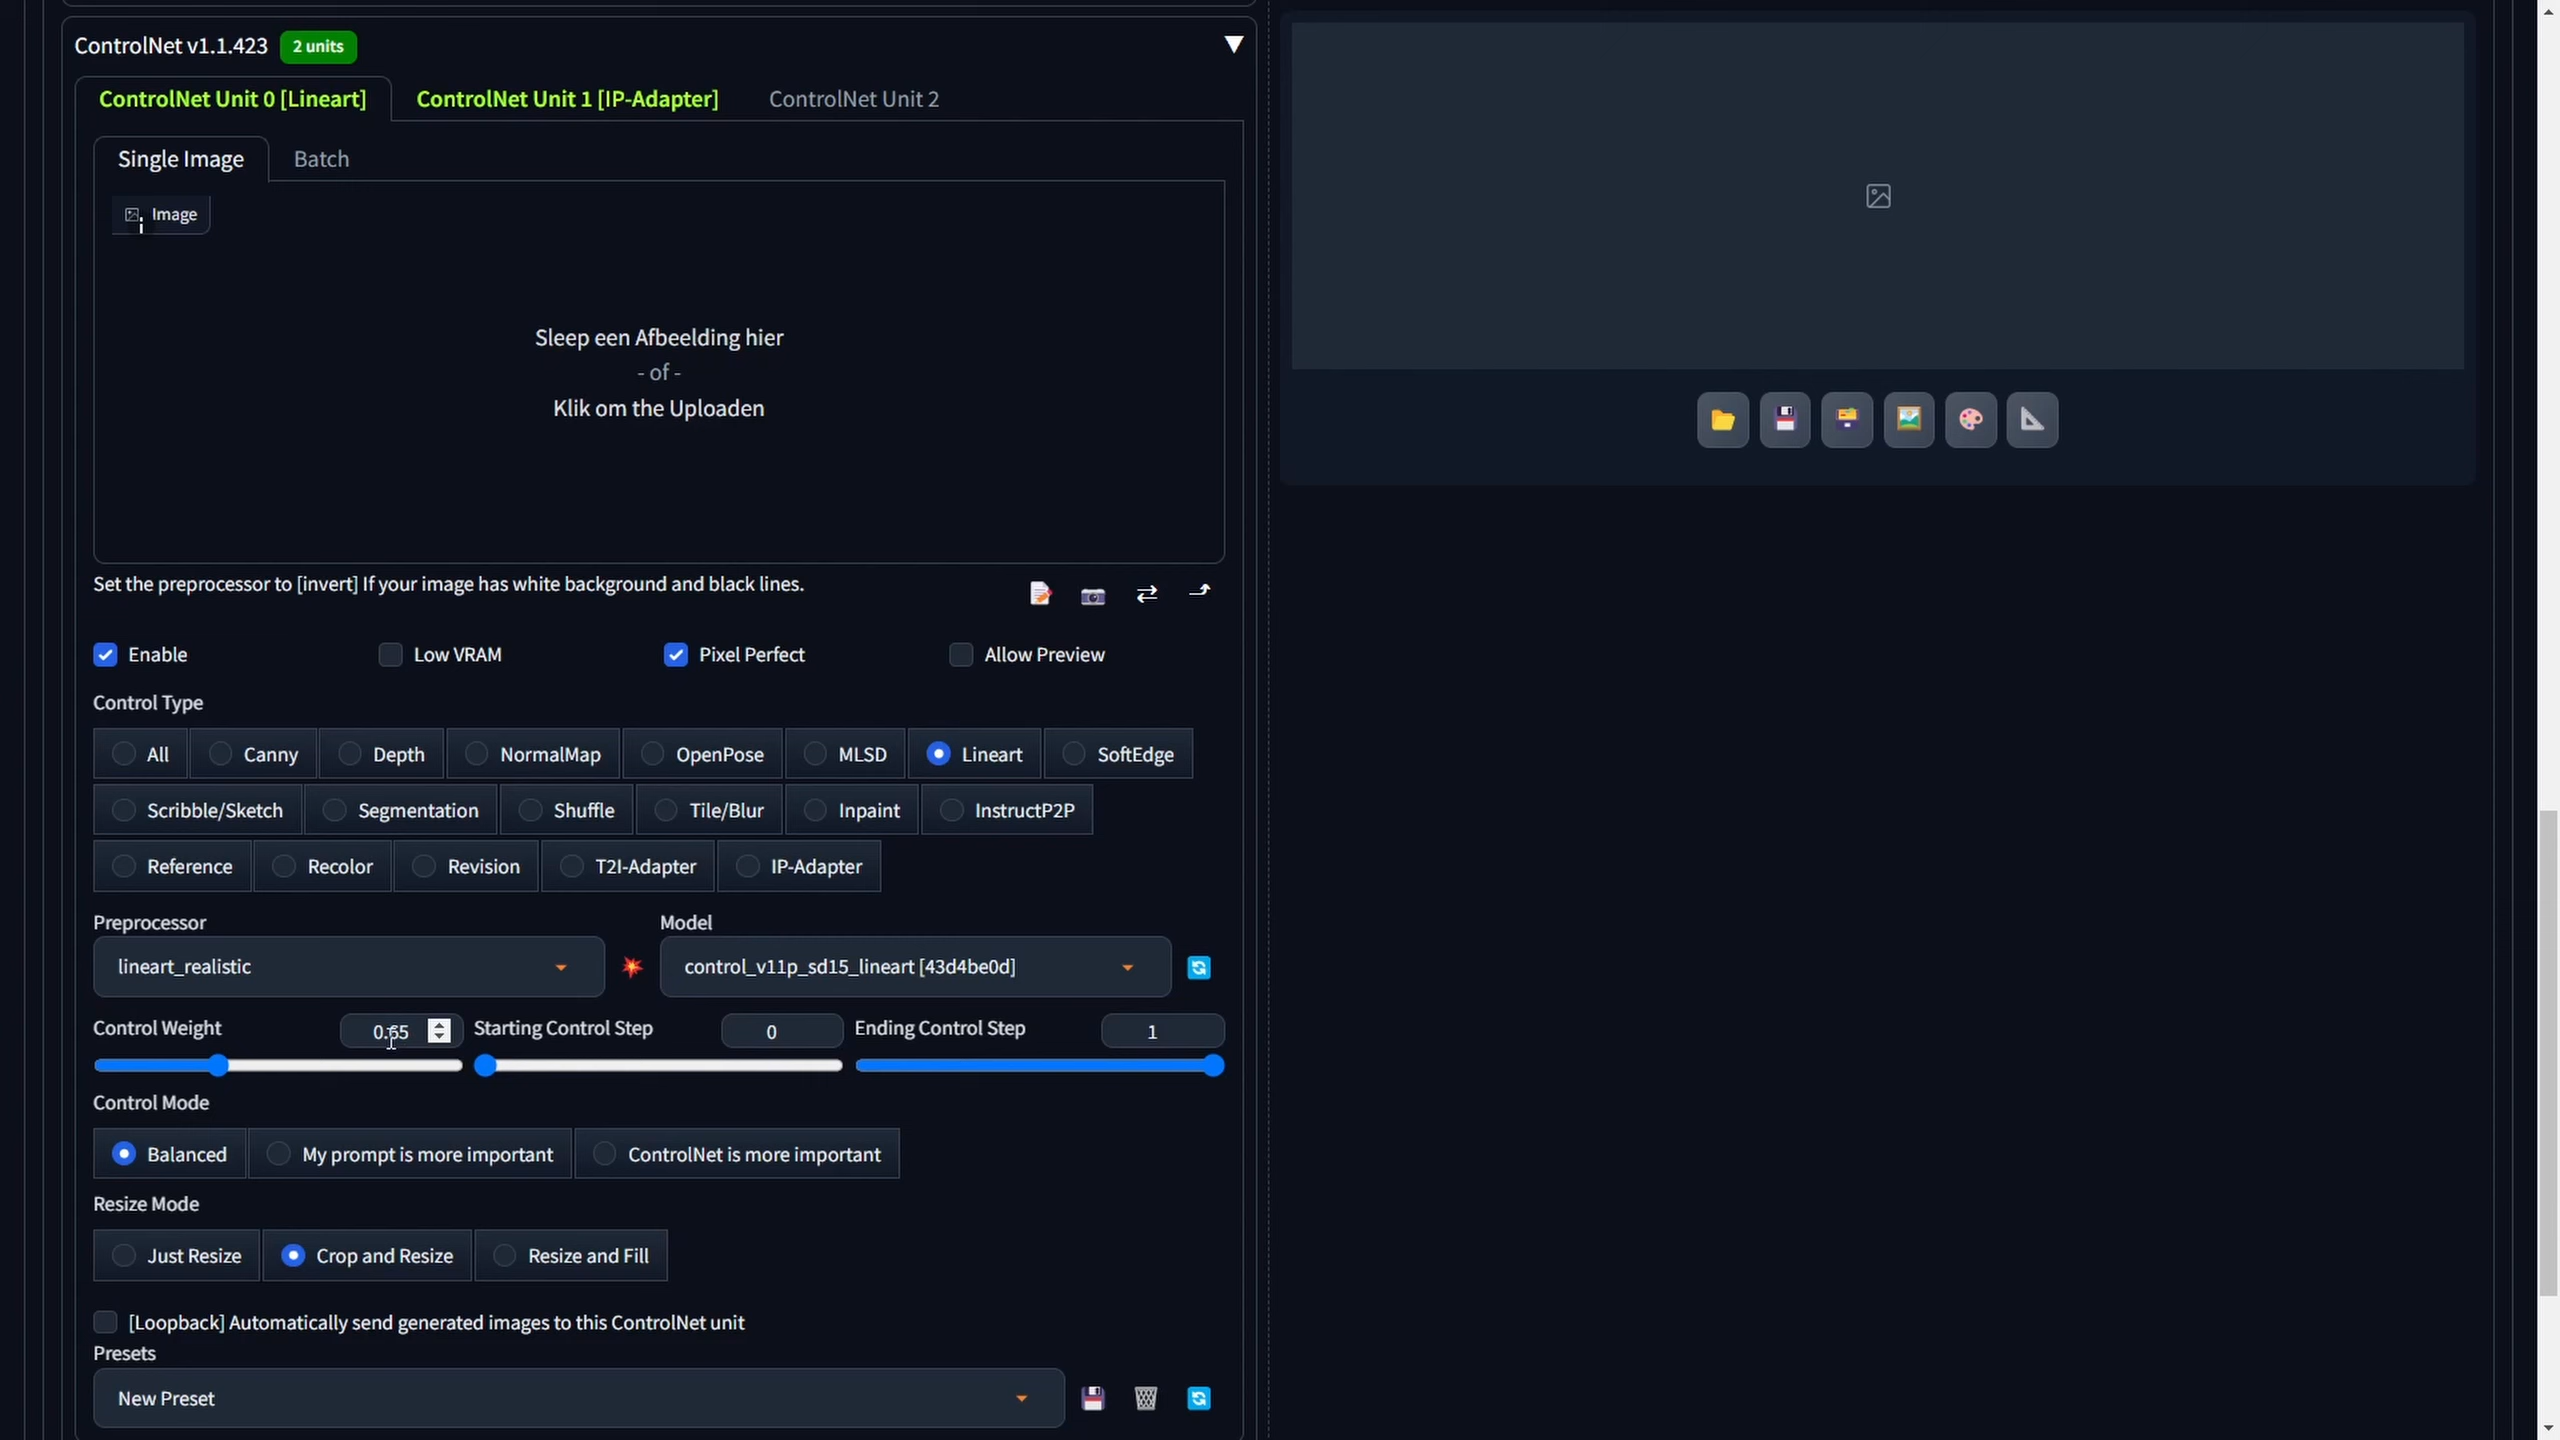 ControlNet v1.1.423 2 units
ControlNet Unit 0 [Lineart] ControlNet Unit 1 [IP-Adapter] ControlNet Unit 2
Single Image Batch
Image
Sleep een Afbeelding hier
- of -
Klik om the Uploaden
Set the preprocessor to [invert] If your image has white background and black lines.
Enable Low VRAM Pixel Perfect Allow Preview
Control Type
All Canny Depth NormalMap OpenPose MLSD Lineart SoftEdge
Scribble/Sketch Segmentation Shuffle Tile/Blur Inpaint InstructP2P
Reference Recolor Revision T2I-Adapter IP-Adapter
Preprocessor Model
lineart_realistic control_v11p_sd15_lineart [43d4be0d]
Control Weight 0.65 Starting Control Step 0 Ending Control Step 1
Control Mode
Balanced My prompt is more important ControlNet is more important
Resize Mode
Just Resize Crop and Resize Resize and Fill
[Loopback] Automatically send generated images to this ControlNet unit
Presets
New Preset